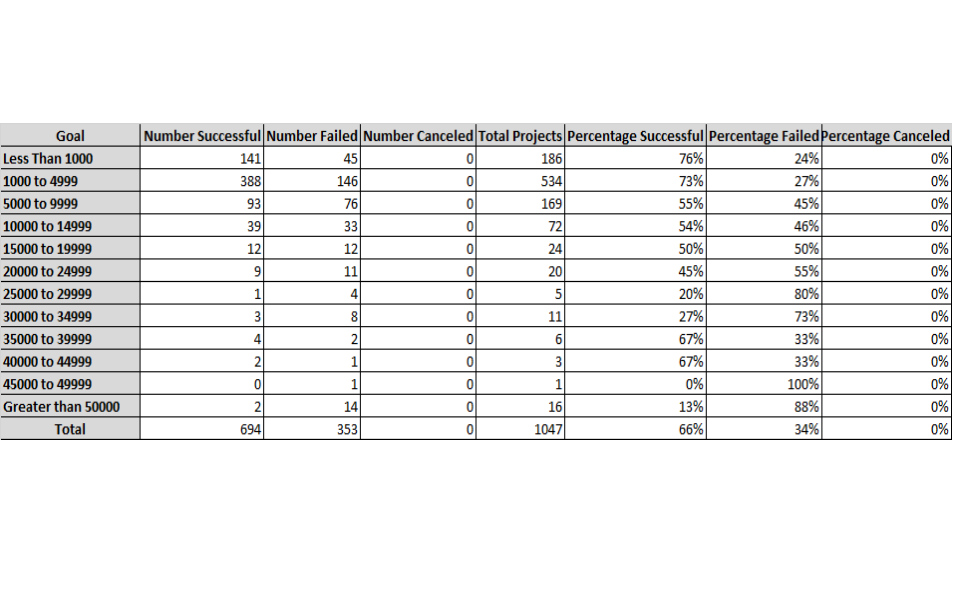 Goal Number Successful Number Failed Number Canceled Total Projects Percentage Successful Percentage Failed Percentage Canceled
Less Than 1000 141 45 0 186 76% 24% 0%
1000 to 4999 388 146 0 534 73% 27% 0%
5000 to 9999 93 76 0 169 55% 45% 0%
10000 to 14999 39 33 0 72 54% 46% 0%
15000 to 19999 12 12 0 24 50% 50% 0%
20000 to 24999 9 11 0 20 45% 55% 0%
25000 to 29999 1 4 0 5 20% 80% 0%
30000 to 34999 3 8 0 11 27% 73% 0%
35000 to 39999 4 2 0 6 67% 33% 0%
40000 to 44999 2 1 0 3 67% 33% 0%
45000 to 49999 0 1 0 1 0% 100% 0%
Greater than 50000 2 14 0 16 13% 88% 0%
Total 694 353 0 1047 66% 34% 0%